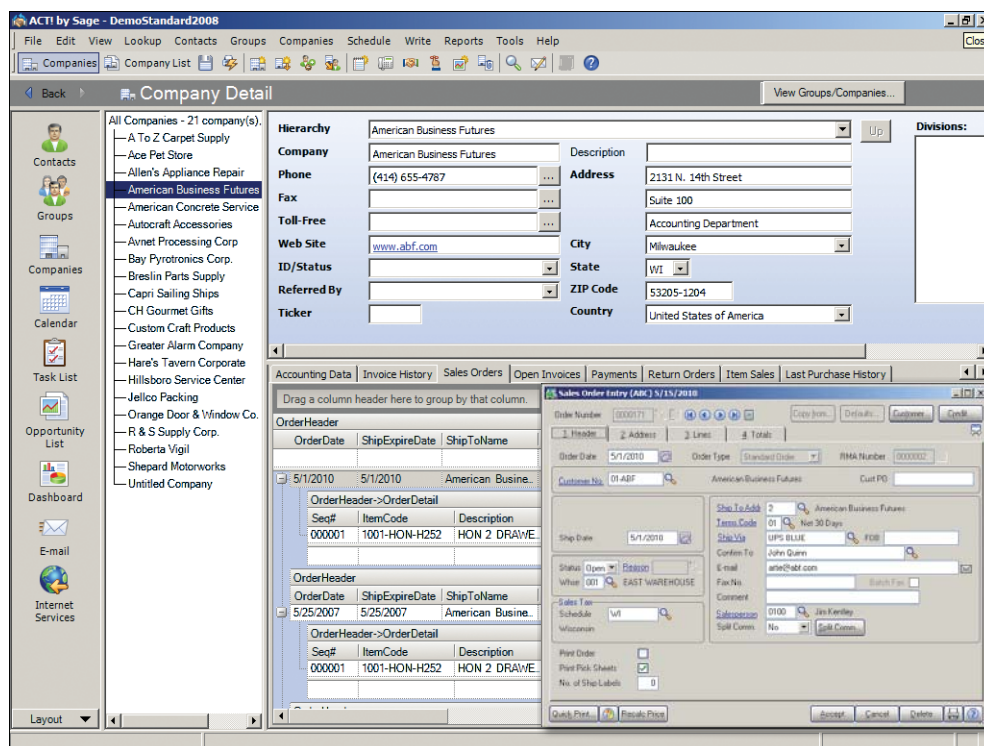 ACT! by Sage - DemoStandard2008
File Edit View Lookup Contacts Groups Companies Schedule Write Reports Tools Help
Clos
Companies Company List
Back Company Detail View Groups/Companies...
Contacts
Groups
Companies
Calendar
Task List
Opportunity
List
Dashboard
E-mail
Internet
Services
Layout
All Companies - 21 company(s),
A To Z Carpet Supply
Ace Pet Store
Allen's Appliance Repair
American Business Futures
American Concrete Service
Autocraft Accessories
Avnet Processing Corp
Bay Pyrotronics Corp.
Breslin Parts Supply
Capri Sailing Ships
CH Gourmet Gifts
Custom Craft Products
Greater Alarm Company
Hare's Tavern Corporate
Hillsboro Service Center
Jellco Packing
Orange Door & Window Co.
R & S Supply Corp.
Roberta Vigil
Shepard Motorworks
Untitled Company
Hierarchy American Business Futures Up Divisions:
Company American Business Futures Description
Phone (414) 655-4787 ... Address 2131 N. 14th Street
Fax ... Suite 100
Toll-Free ... Accounting Department
Web Site www.abf.com City Milwaukee
ID/Status State WI
Referred By ZIP Code 53205-1204
Ticker Country United States of America
Accounting Data Invoice History Sales Orders Open Invoices Payments Return Orders Item Sales Last Purchase History
Drag a column header here to group by that column.
OrderHeader
OrderDate ShipExpireDate ShipToName
5/1/2010 5/1/2010 American Busine...
OrderHeader->OrderDetail
Seq# ItemCode Description
000001 1001-HON-H252 HON 2 DRAWE
OrderHeader
OrderDate ShipExpireDate ShipToName
5/25/2007 5/25/2007 American Busine...
OrderHeader->OrderDetail
Seq# ItemCode Description
000001 1001-HON-H252 HON 2 DRAWE
Sales Order Entry (ABC) 5/15/2010
Order Number 0000171 Copy from... Defaults... Customer... Credit...
1. Header 2. Address 3. Lines 4. Totals
Order Date 5/1/2010 Order Type Standard Order RMA Number 0000002
Customer No. 01-ABF American Business Futures Cust PO
Ship To Addr 2 American Business Futures
Terms Code 01 Net 30 Days
Ship Date 5/1/2010 Ship Via UPS BLUE FOB
Confirm To John Quinn
Status Open Reason E-mail artie@abf.com
Whse 001 EAST WAREHOUSE Fax No. Batch Fax
Sales Tax Comment
Schedule WI Salesperson 0100 Jim Kentley
Wisconsin Split Comm. No Split Comm...
Print Order
Print Pick Sheets
No. of Ship Labels 0
Quick Print... Recalc Price Accept Cancel Delete